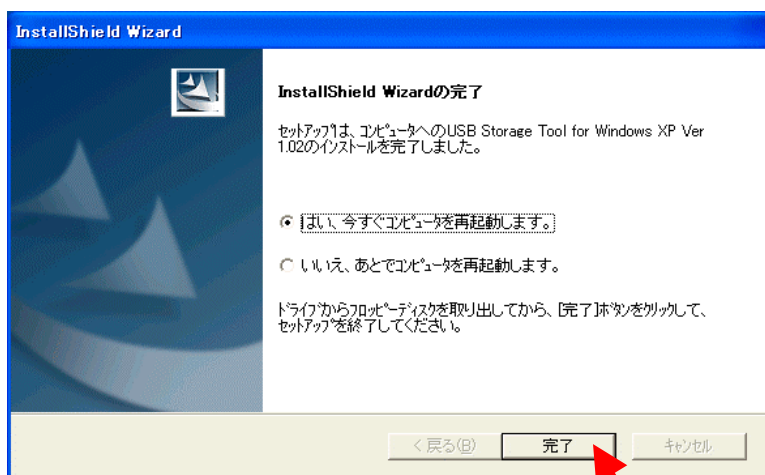 InstallShield Wizard
InstallShield Wizardの完了
ｾｯﾄｱｯﾌﾟは、ｺﾝﾋﾟｭｰﾀへのUSB Storage Tool for Windows XP Ver
1.02のｲﾝｽﾄｰﾙを完了しました。
はい、今すぐｺﾝﾋﾟｭｰﾀを再起動します。
いいえ、あとでｺﾝﾋﾟｭｰﾀを再起動します。
ﾄﾞﾗｲﾌﾞからﾌﾛｯﾋﾟｰﾃﾞｨｽｸを取り出してから、[完了]ﾎﾞﾀﾝをｸﾘｯｸして、
ｾｯﾄｱｯﾌﾟを終了してください。
< 戻る(B) 完了 ｷｬﾝｾﾙ